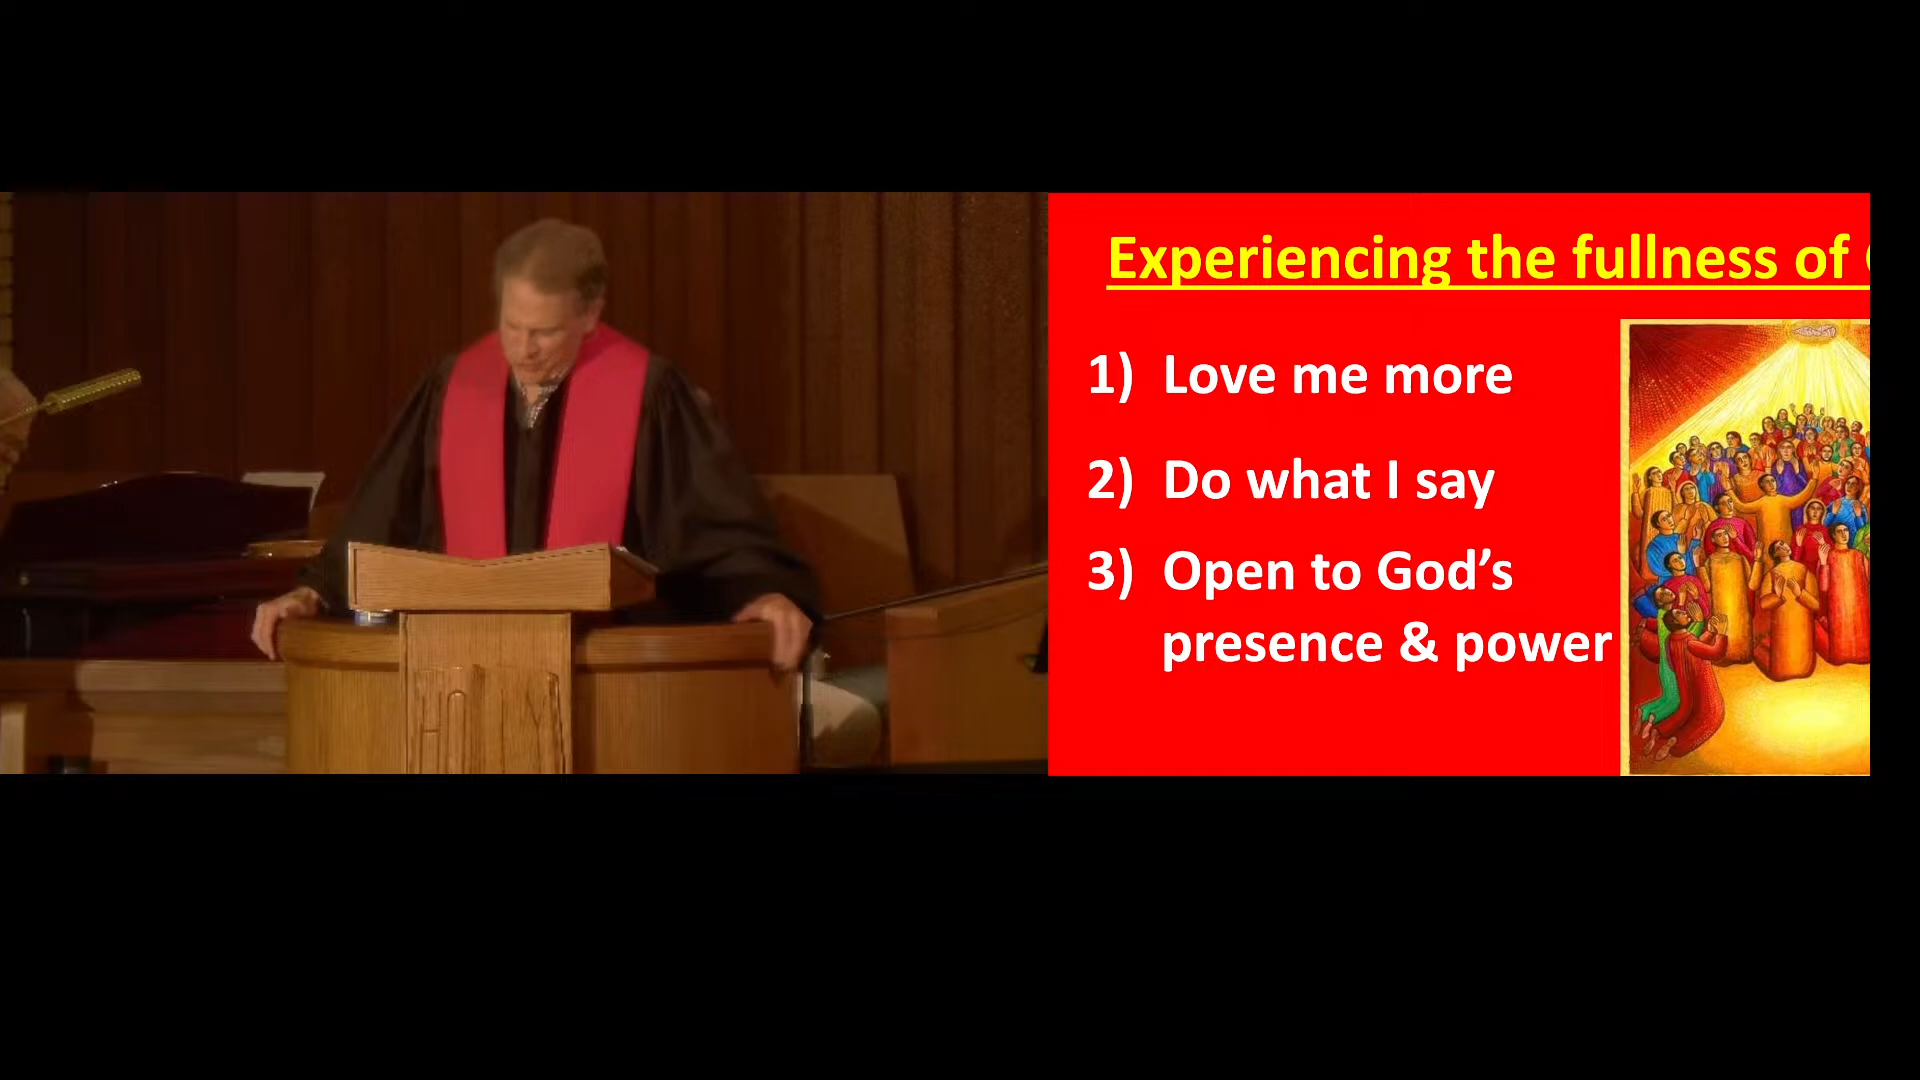 Experiencing the fullness of
1) Love me more
2) Do what I say
3) Open to God’s
presence & power